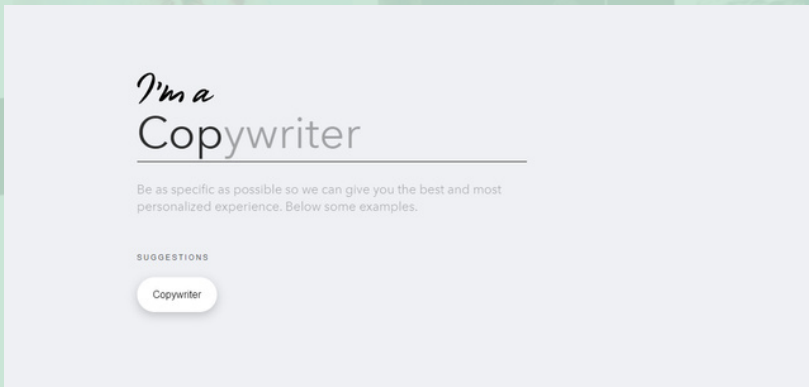 I'm a
Copywriter
Be as specific as possible so we can give you the best and most
personalized experience. Below some examples.
SUGGESTIONS
Copywriter